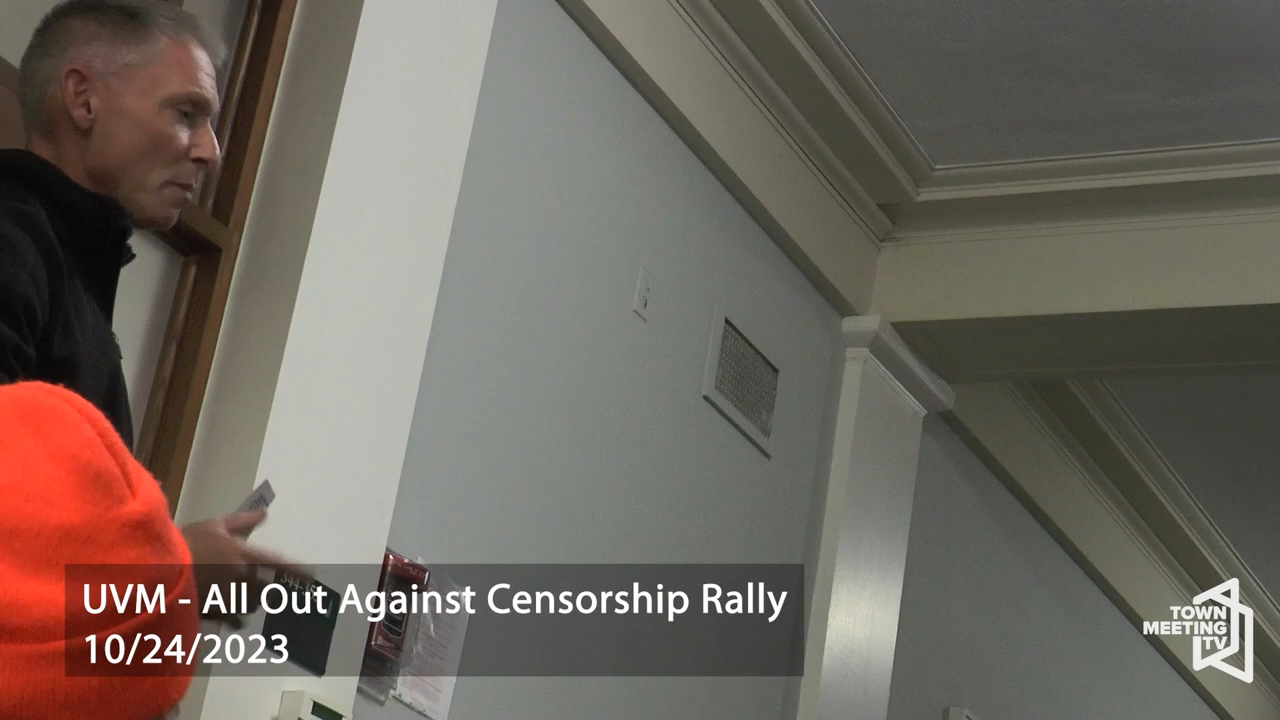 UVM - All Out Against Censorship Rally
10/24/2023
TOWN
MEETING
TV